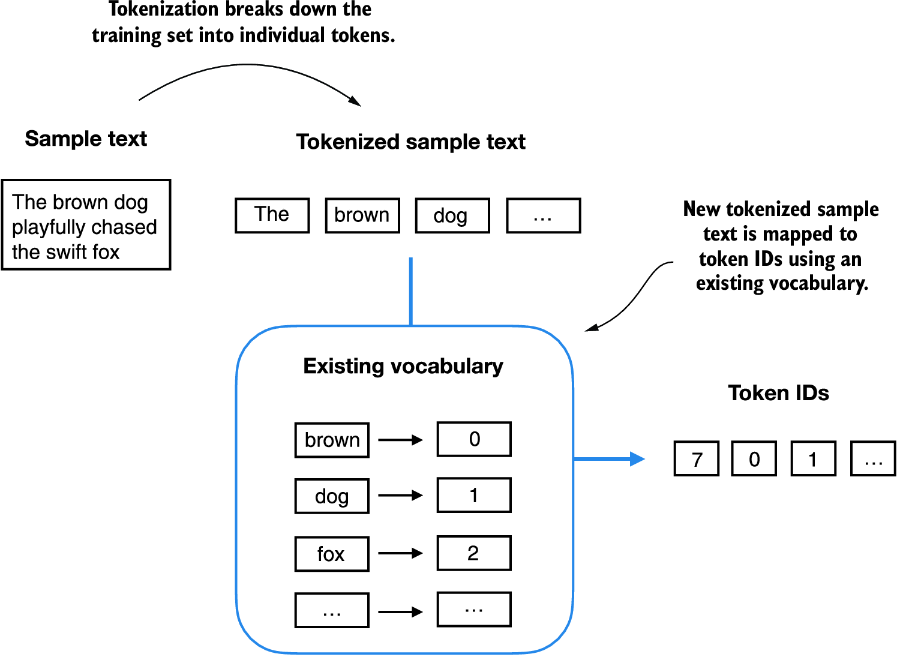 Tokenization breaks down the
training set into individual tokens.
Sample text
The brown dog
playfully chased
the swift fox
Tokenized sample text
The brown dog ...
New tokenized sample
text is mapped to
token IDs using an
existing vocabulary.
Existing vocabulary
brown 0
dog 1
fox 2
... ...
Token IDs
7 0 1 ...